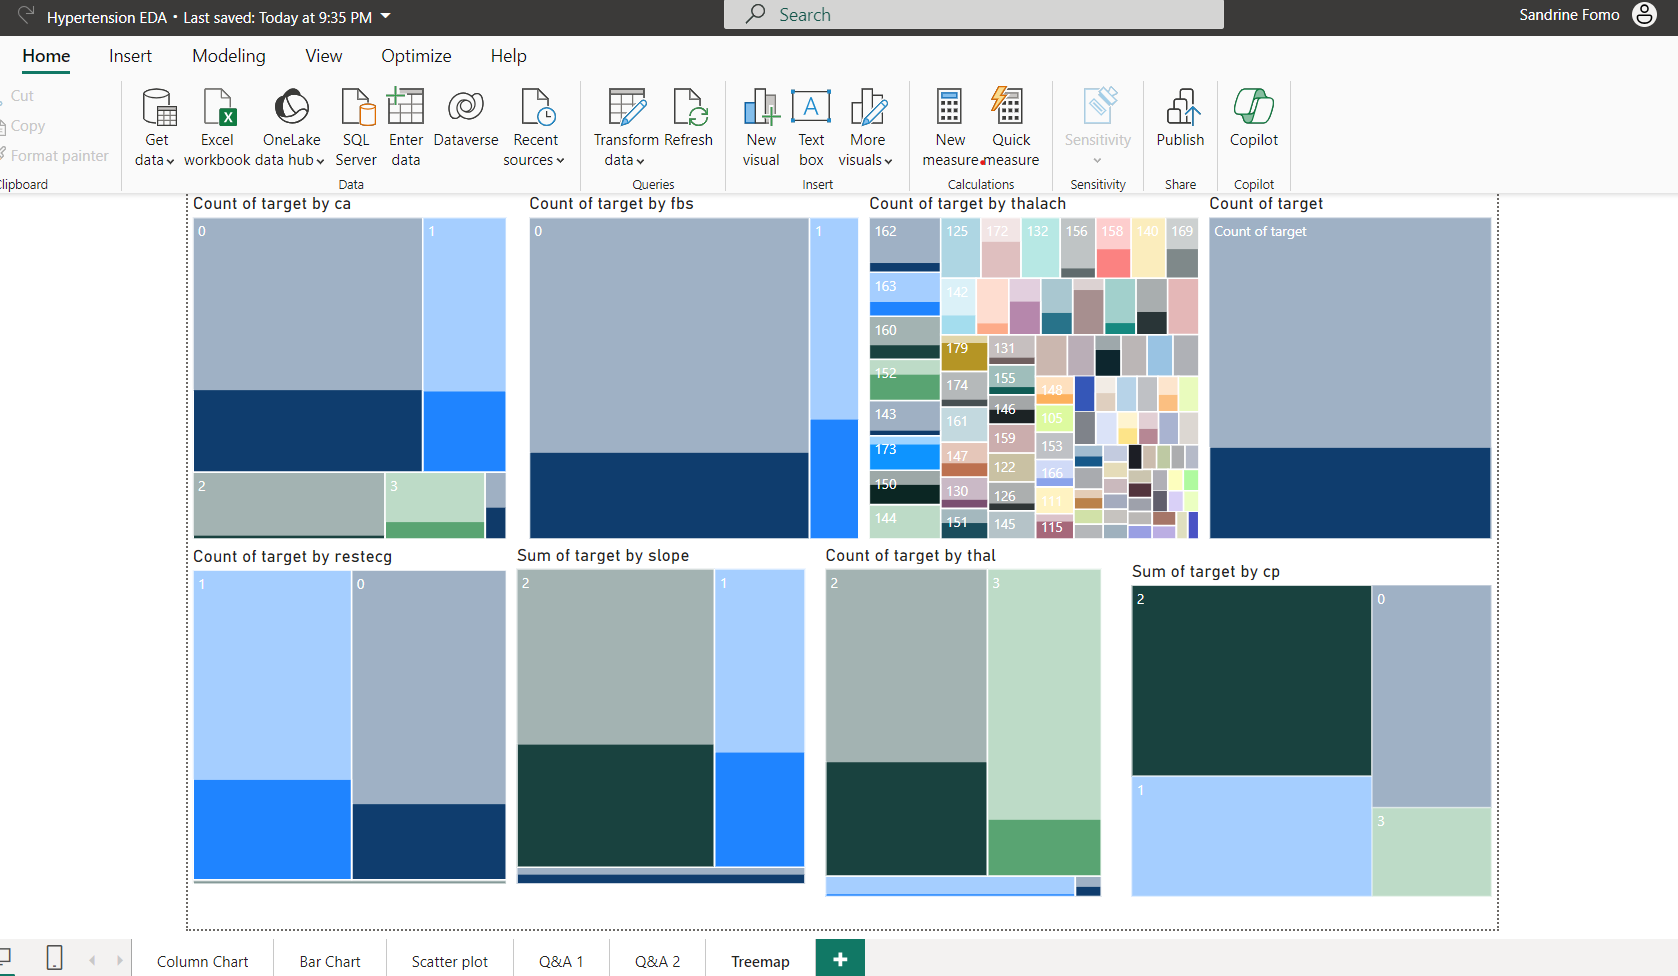 Hypertension EDA • Last saved: Today at 9:35 PM
Search
Sandrine Fomo
Home Insert Modeling View Optimize Help
Cut
Copy
Format painter
lipboard
Get data
Excel workbook
OneLake data hub
SQL Server
Enter data
Dataverse
Recent sources
Data
Transform data
Refresh
Queries
New visual
Text box
More visuals
Insert
New measure
Quick measure
Calculations
Sensitivity
Sensitivity
Publish
Share
Copilot
Copilot
Count of target by ca
0
1
2
3
Count of target by fbs
0
1
Count of target by thalach
162 125 172 132 156 158 140 169
163 142
160 179 131
152 174 155 148
143 161 146 105
173 147 159 153
150 130 122 166
144 151 126 111
145 115
Count of target
Count of target
Count of target by restecg
1
0
Sum of target by slope
2
1
Count of target by thal
2
3
Sum of target by cp
2
0
1
3
Column Chart Bar Chart Scatter plot Q&A 1 Q&A 2 Treemap +